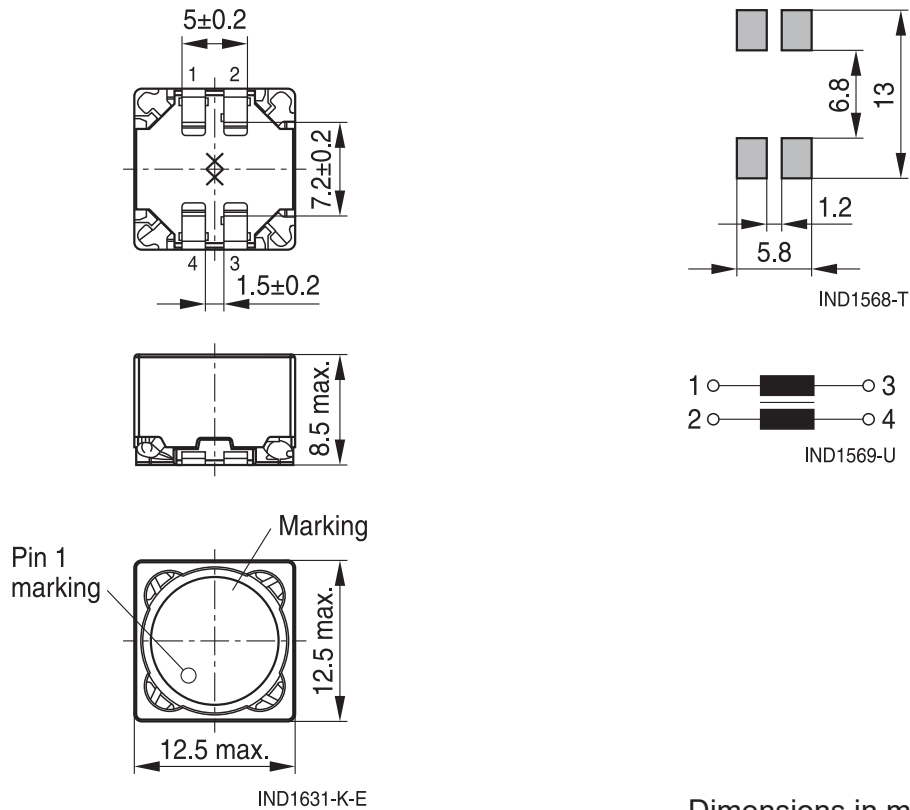 5±0.2
1 2
7.2±0.2
4 3
1.5±0.2
8.5 max.
Marking
Pin 1
marking
12.5 max.
12.5 max.
IND1631-K-E
6.8
13
1.2
5.8
IND1568-T
1 3
2 4
IND1569-U
Dimensions in m